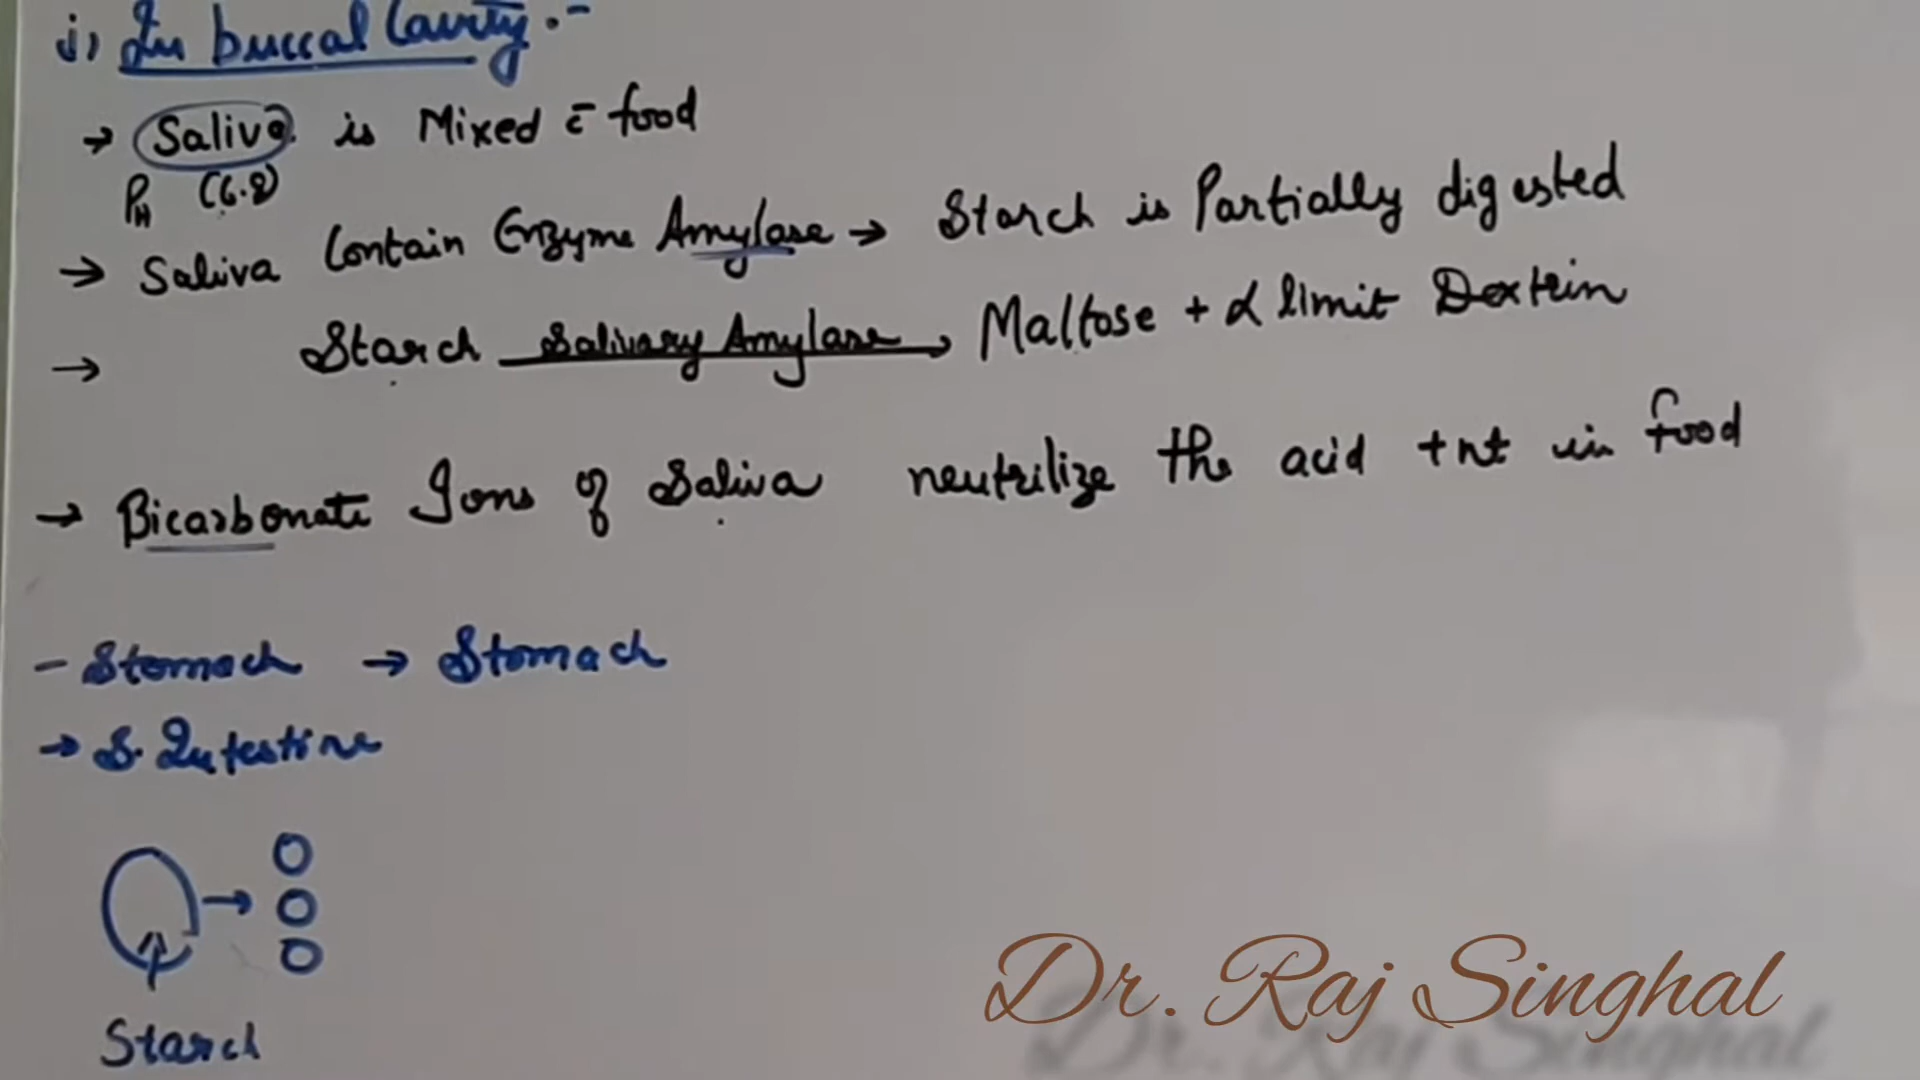 i) In buccal Cavity :-
→ Saliva is Mixed c̄ food
PH (6.8)
→ Saliva Contain Enzyme Amylase → Starch is Partially digested
→ Starch Salivary Amylase → Maltose + α limit Dextrin
→ Bicarbonate Ions of Saliva neutrilize the acid +nt in food
- Stomach → Stomach
→ S. Intestine
Starch
Dr. Raj Singhal